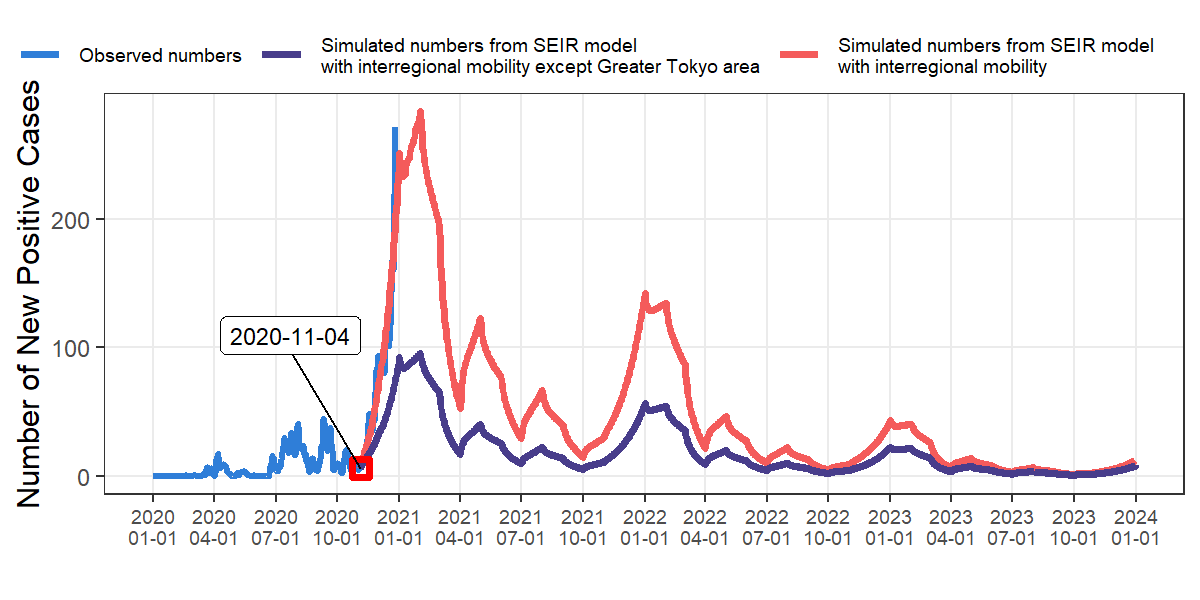 Observed numbers
Simulated numbers from SEIR model
with interregional mobility except Greater Tokyo area
Simulated numbers from SEIR model
with interregional mobility
Number of New Positive Cases
200
100
0
2020-11-04
2020 2020 2020 2020 2021 2021 2021 2021 2022 2022 2022 2022 2023 2023 2023 2023 2024
01-01 04-01 07-01 10-01 01-01 04-01 07-01 10-01 01-01 04-01 07-01 10-01 01-01 04-01 07-01 10-01 01-01